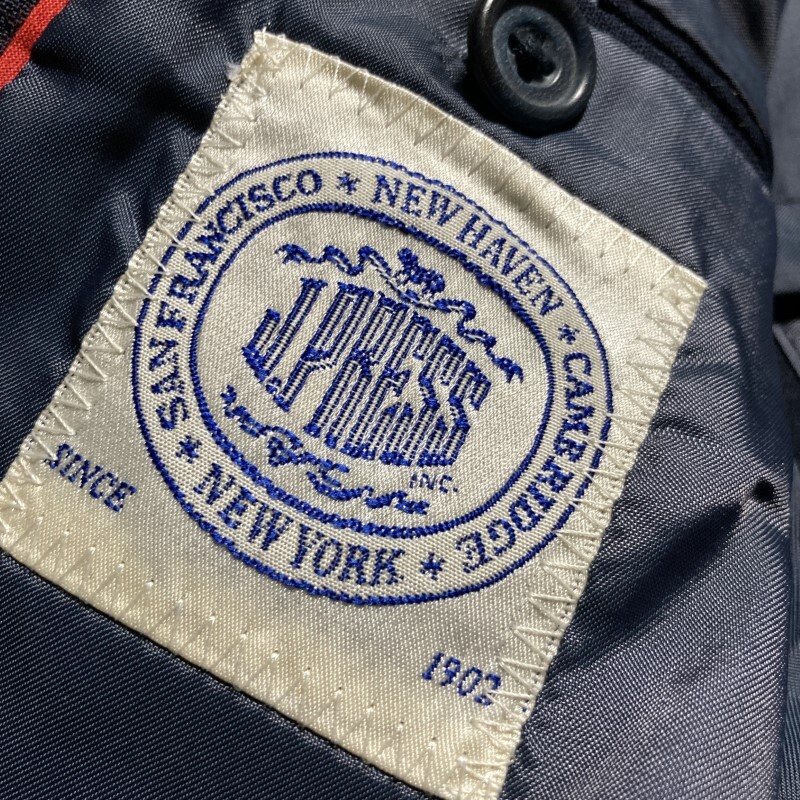 SAN FRANCISCO * NEW HAVEN * CAMBRIDGE * NEW YORK *
J.PRESS
INC.
SINCE
1902